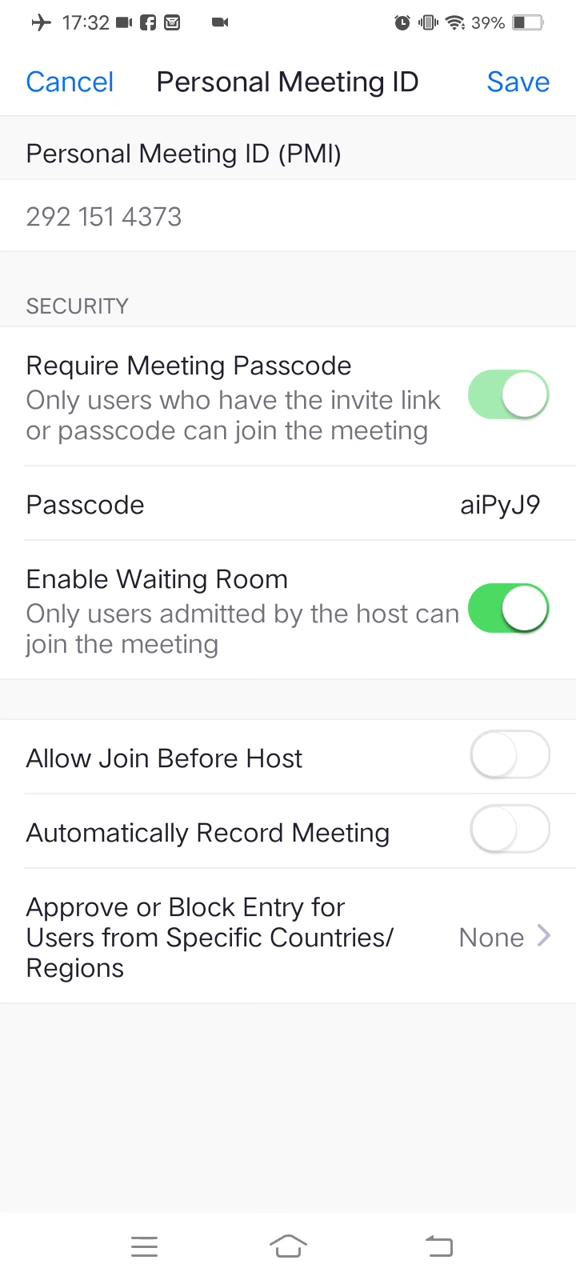 17:32
39%
Cancel Personal Meeting ID Save
Personal Meeting ID (PMI)
292 151 4373
SECURITY
Require Meeting Passcode
Only users who have the invite link
or passcode can join the meeting
Passcode aiPyJ9
Enable Waiting Room
Only users admitted by the host can
join the meeting
Allow Join Before Host
Automatically Record Meeting
Approve or Block Entry for
Users from Specific Countries/
Regions
None